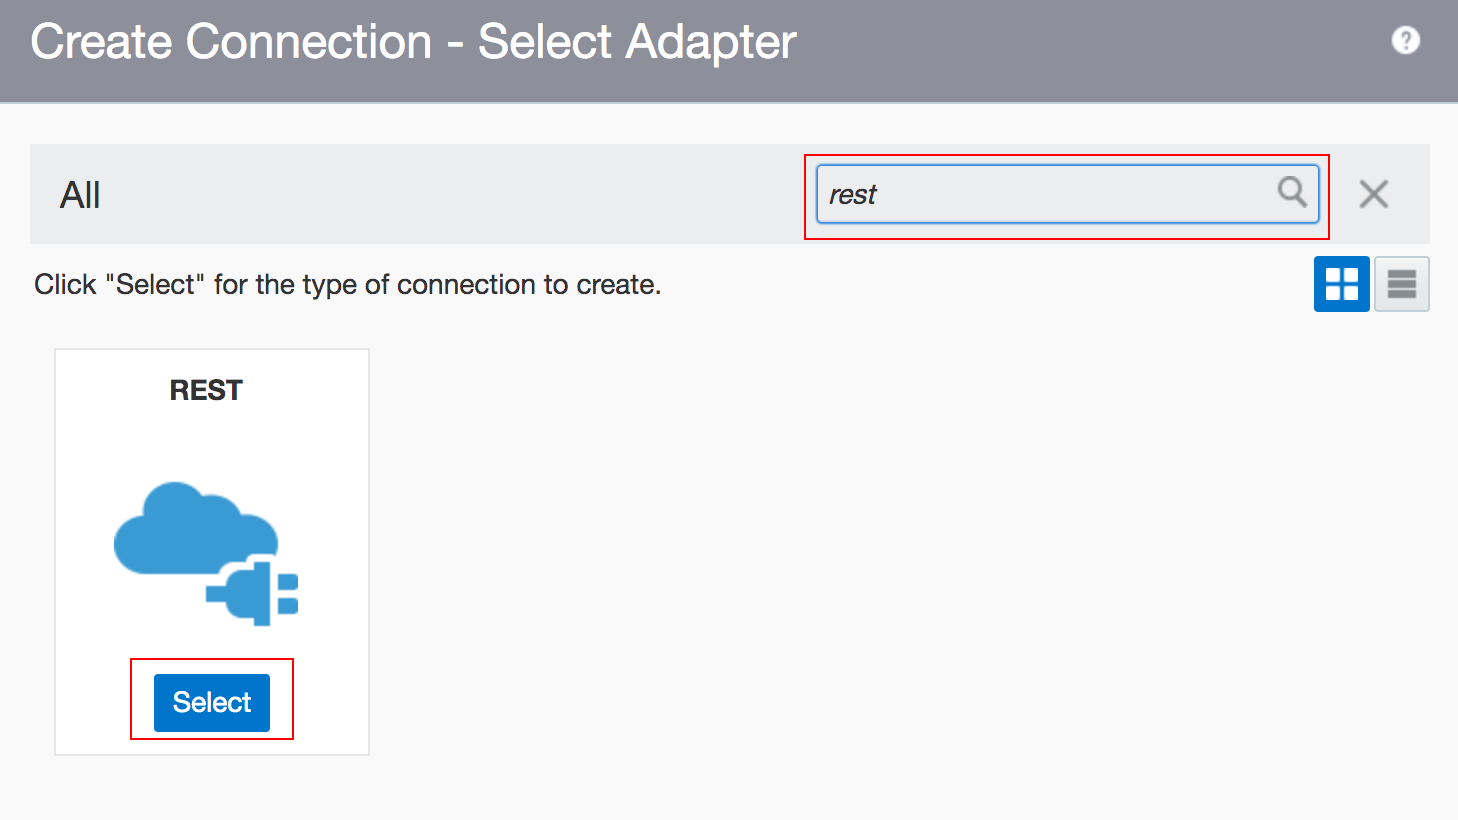 Create Connection - Select Adapter
?
All
rest
Click "Select" for the type of connection to create.
REST
Select